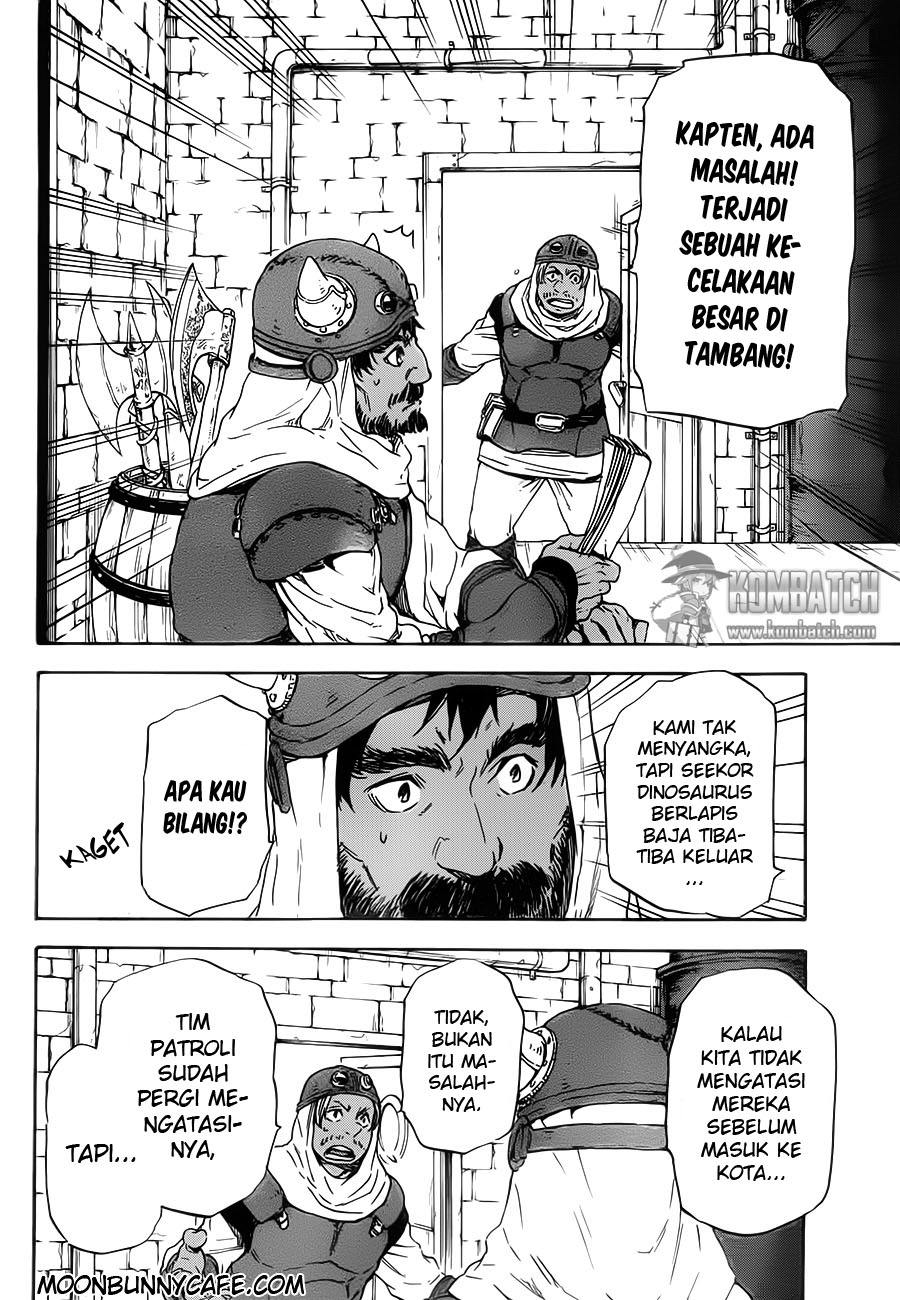 KAPTEN, ADA
MASALAH!
TERJADI
SEBUAH KE-
CELAKAAN
BESAR DI
TAMBANG!
KOMBATCH
www.kombatch.com
KAMI TAK
MENYANGKA,
TAPI SEEKOR
DINOSAURUS
BERLAPIS
BAJA TIBA-
TIBA KELUAR
...
APA KAU
BILANG!?
KAGET
KALAU
KITA TIDAK
MENGATASI
MEREKA
SEBELUM
MASUK KE
KOTA...
TIDAK,
BUKAN
ITU MA-
SALAH-
NYA.
TIM
PATROLI
SUDAH
PERGI ME-
NGATASI-
NYA,
TAPI...
MOONBUNNYCAFE.COM